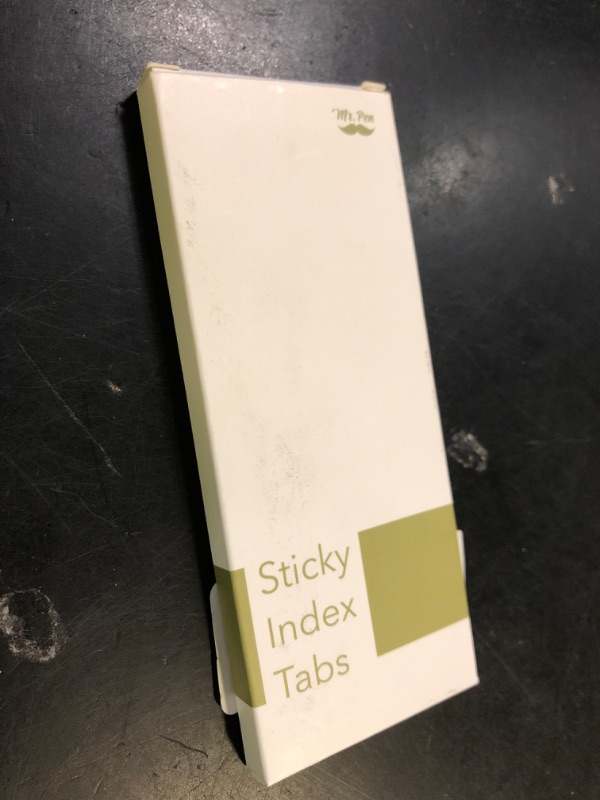 Mr. Pen
Sticky
Index
Tabs